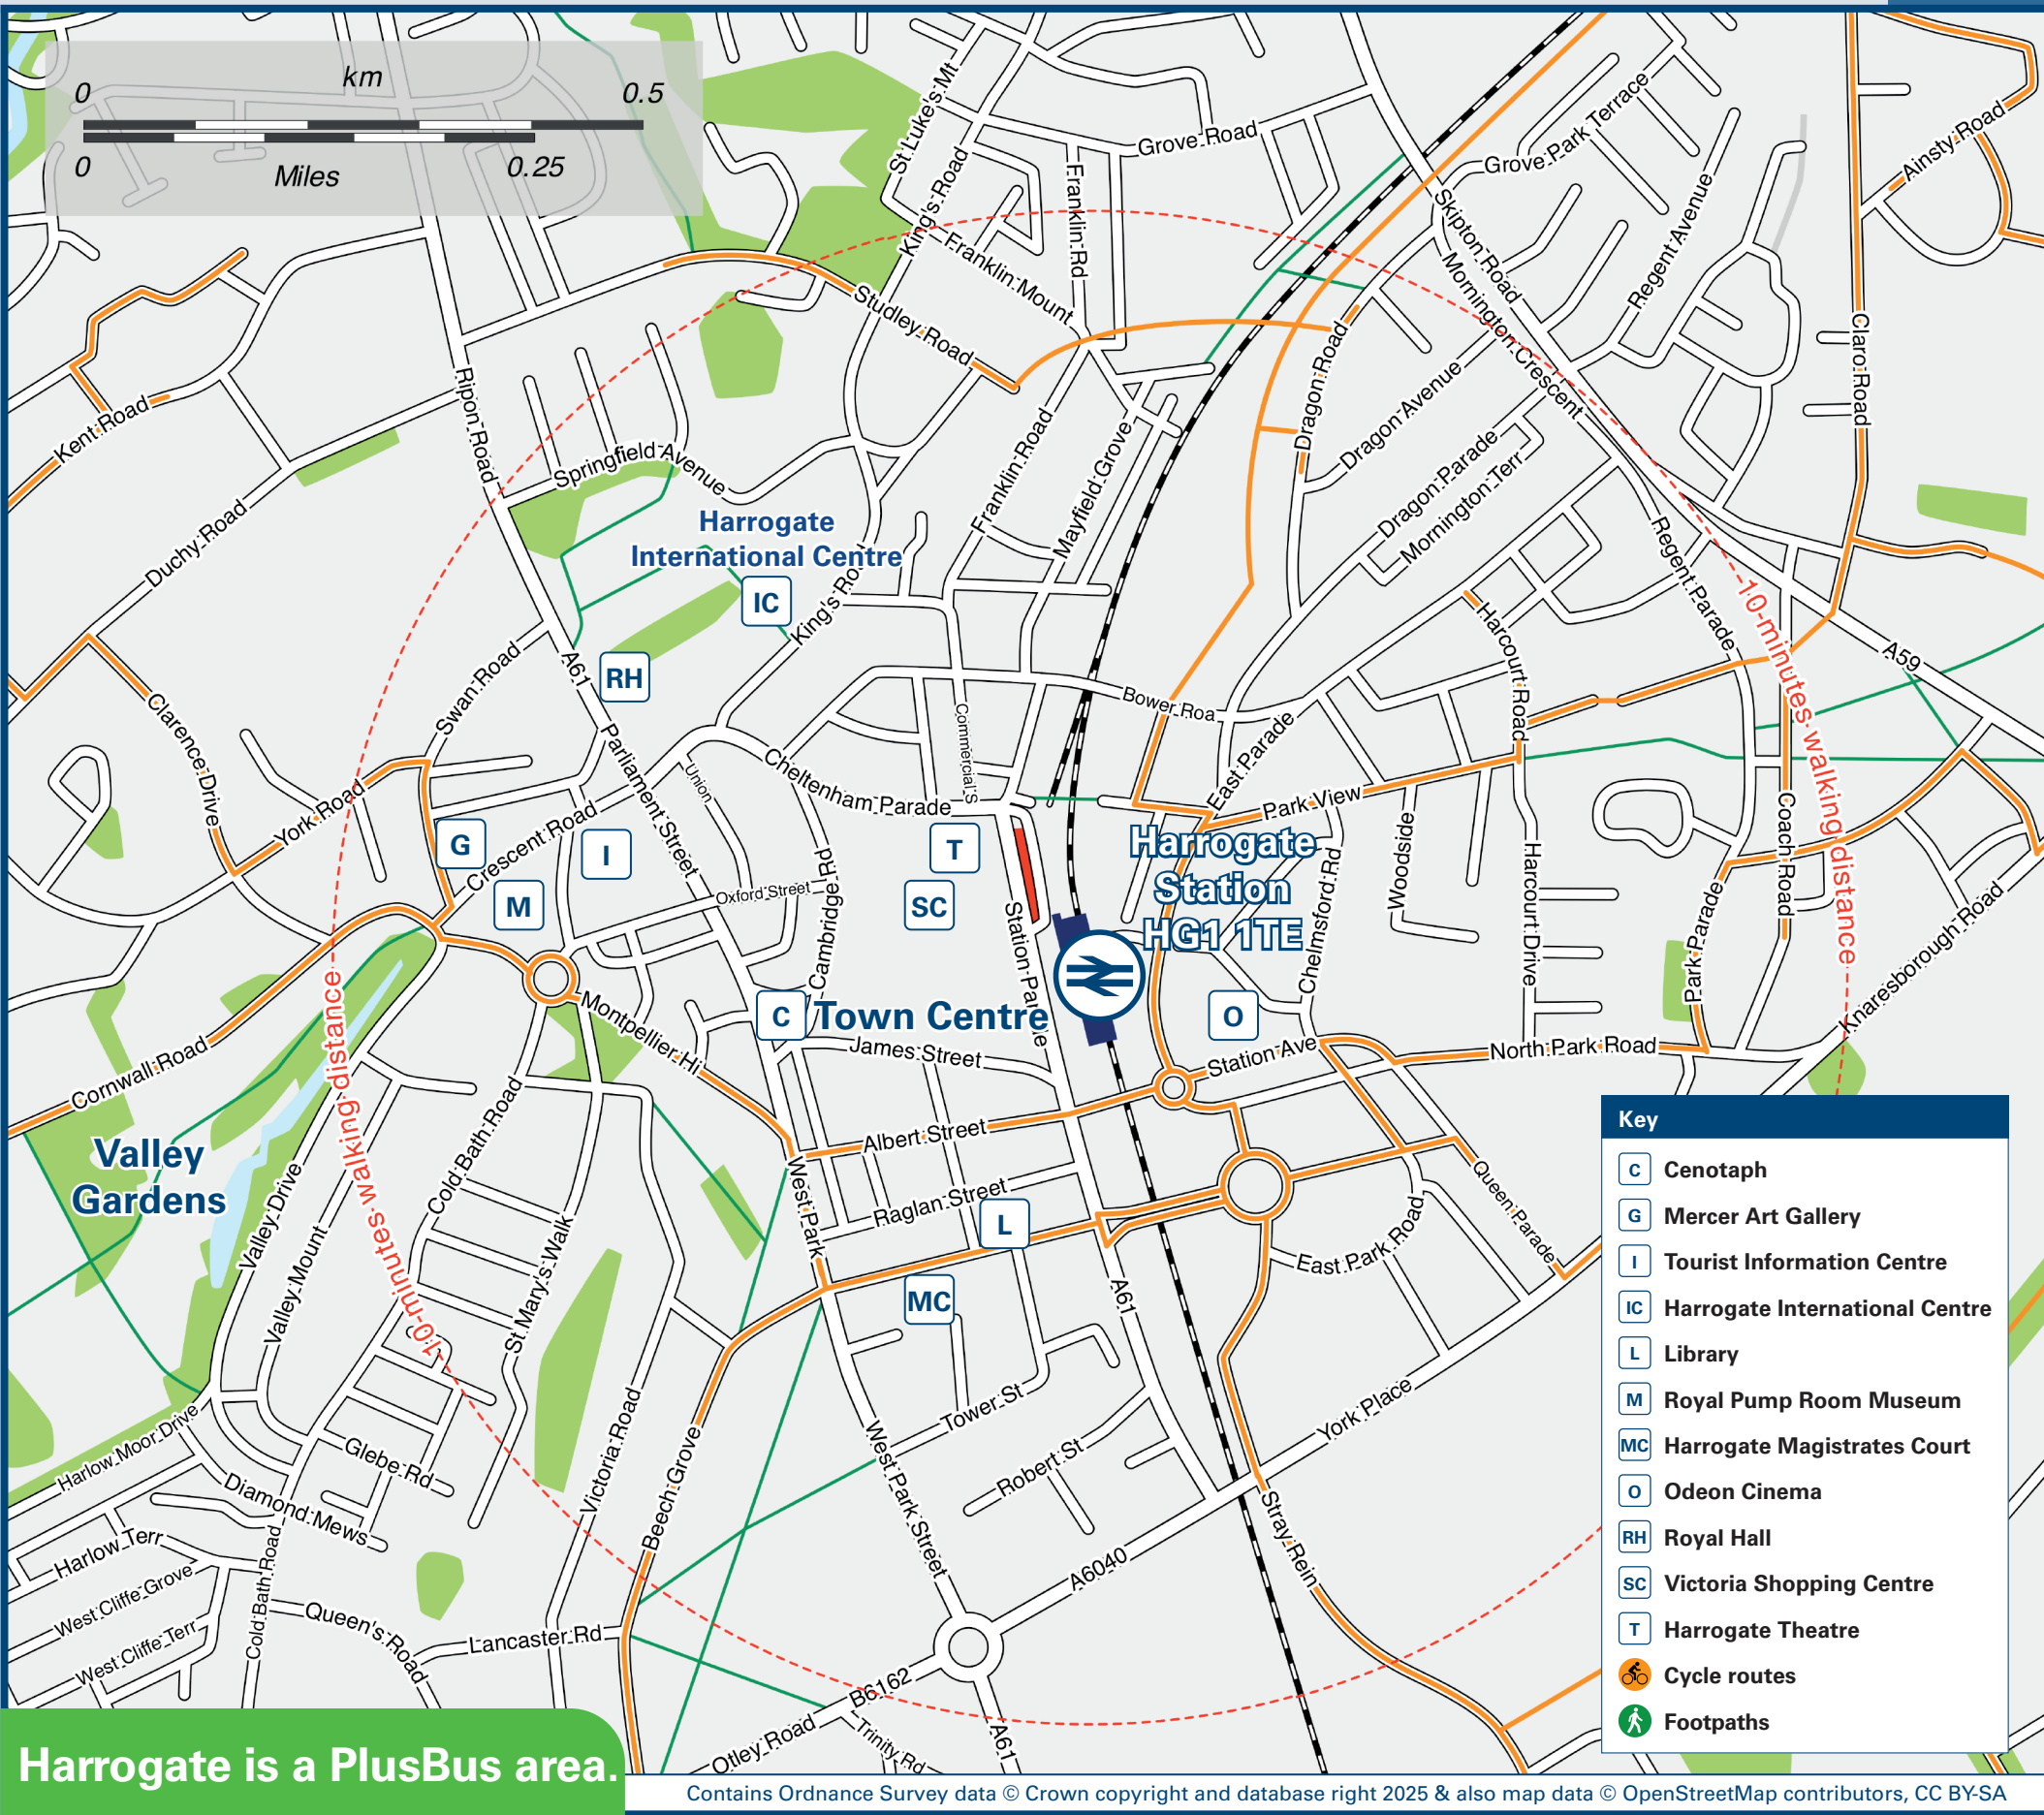 km
0
0.5
0
Miles
0.25
St Luke's Mt
King's Road
Grove Road
Franklin Rd
Franklin Mount
Grove Park Terrace
Skipton Road
Mornington Crescent
Regent Avenue
Claro Road
Ainsty Road
Studley Road
Kent Road
Ripon Road
Duchy Road
Springfield Avenue
Franklin Road
Mayfield Grove
Dragon Road
Dragon Avenue
Dragon Parade
Mornington Terr
Regent Parade
Harrogate
International Centre
IC
King's Ro
RH
A61
Swan Road
Clarence Drive
York Road
Parliament Street
Union
Cheltenham Parade
Commercial S
Bower Roa
East Parade
Park View
Harcourt Road
10-minutes walking distance
A59
Coach Road
G
I
M
Crescent Road
T
SC
Oxford Street
Cambridge Rd
Station Parade
Harrogate
Station
HG1 1TE
Chelmsford Rd
Woodside
Harcourt Drive
Park Parade
Knaresborough Road
C
Town Centre
O
10-minutes walking distance
Cornwall Road
Montpellier Hi
James Street
Station Ave
North Park Road
Valley
Gardens
Valley Drive
Valley Mount
Cold Bath Road
St Mary's Walk
West Park
Albert Street
Raglan Street
L
MC
A61
East Park Road
Queen Parade
York Place
Harlow Moor Drive
Glebe Rd
Diamond Mews
Victoria Road
Beech Grove
West Park Street
Tower St
Robert St
A6040
Stray Rein
Harlow Terr
West Cliffe Grove
West Cliffe Terr
Cold Bath Road
Queen's Road
Lancaster Rd
B6162
Otley Road
Trinity Rd
A61
Key
C Cenotaph
G Mercer Art Gallery
I Tourist Information Centre
IC Harrogate International Centre
L Library
M Royal Pump Room Museum
MC Harrogate Magistrates Court
O Odeon Cinema
RH Royal Hall
SC Victoria Shopping Centre
T Harrogate Theatre
Cycle routes
Footpaths
Harrogate is a PlusBus area.
Contains Ordnance Survey data © Crown copyright and database right 2025 & also map data © OpenStreetMap contributors, CC BY-SA